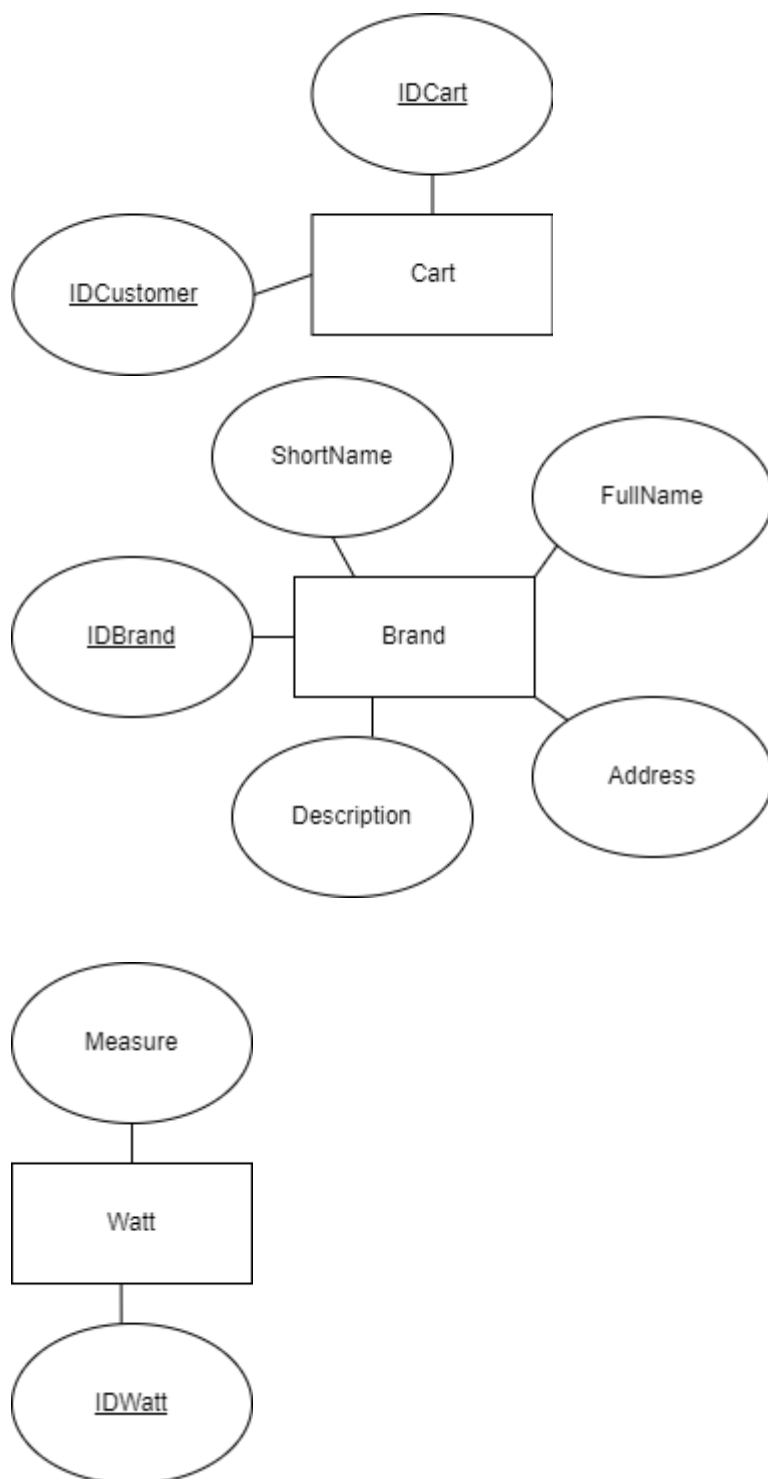 IDCart
Cart
IDCustomer
ShortName
FullName
IDBrand
Brand
Address
Description
Measure
Watt
IDWatt